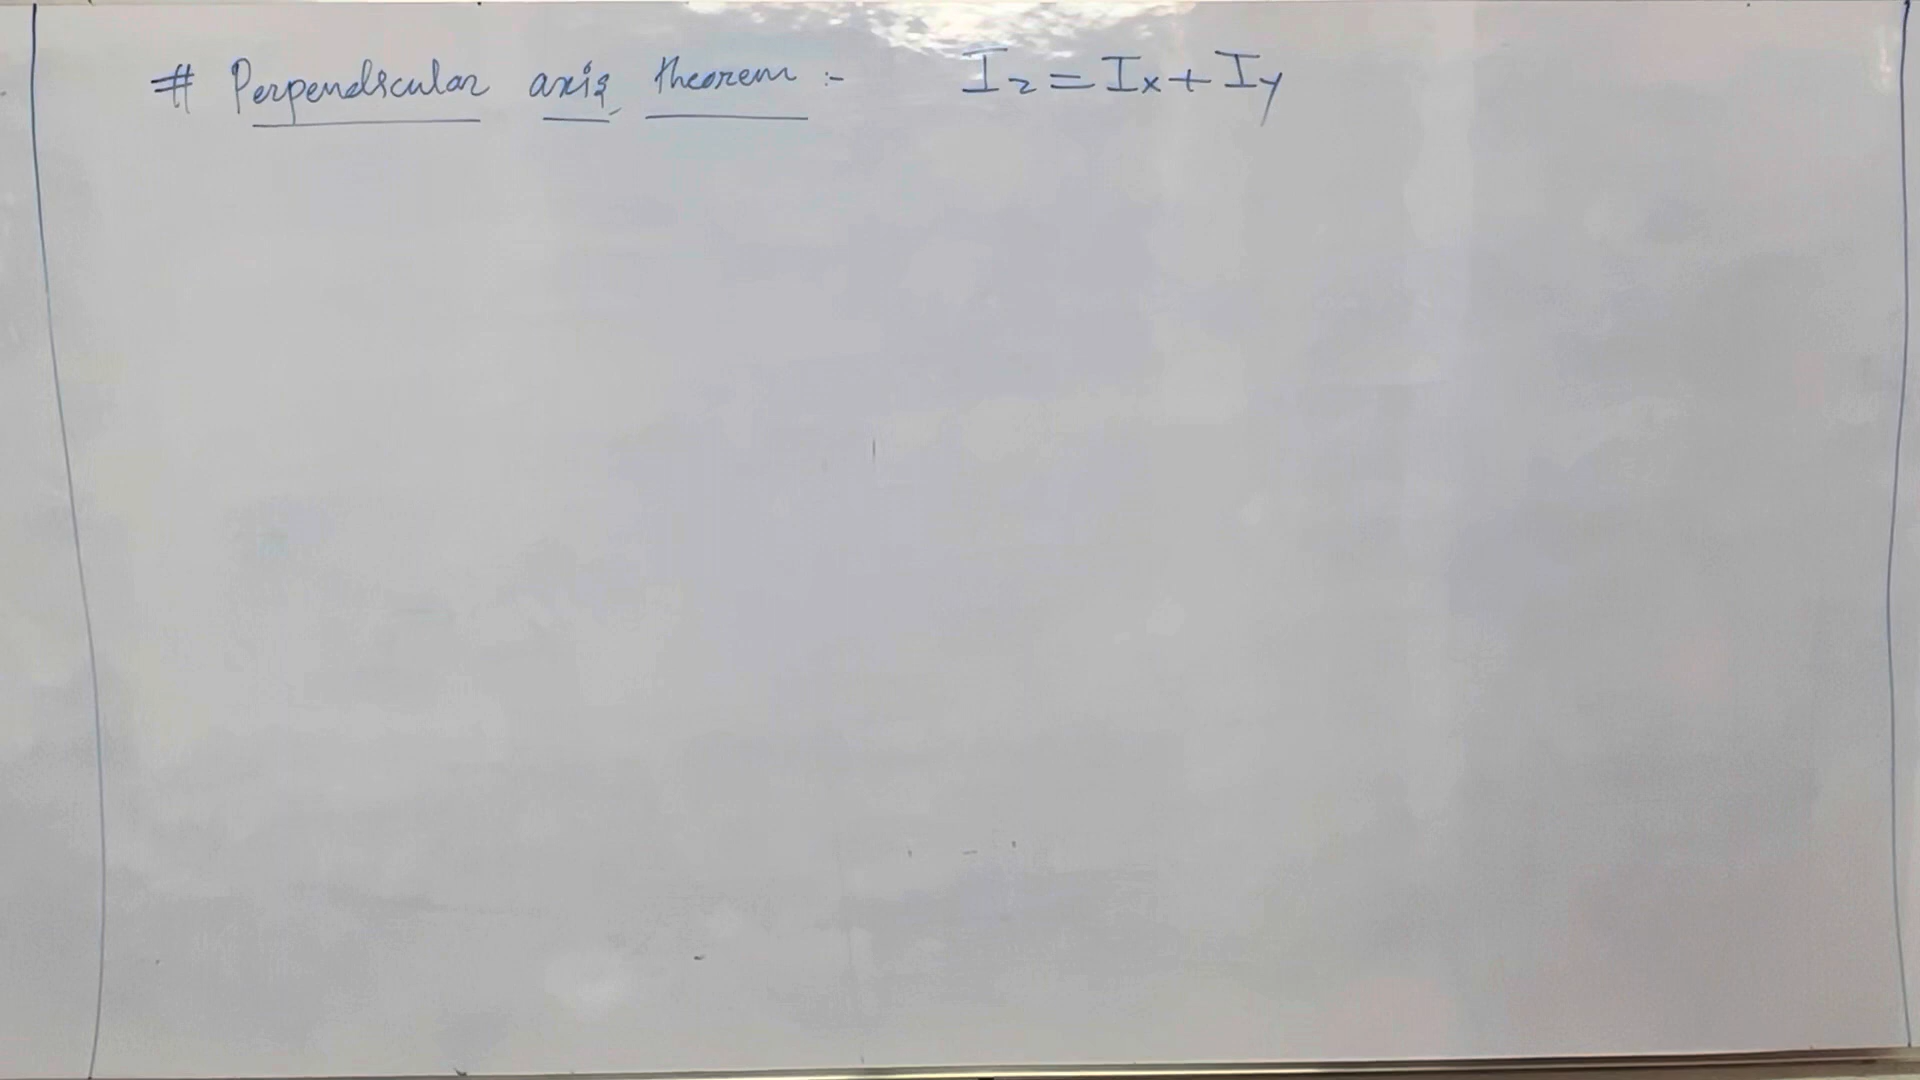 # Perpendicular axis theorem :- Iz = Ix + Iy